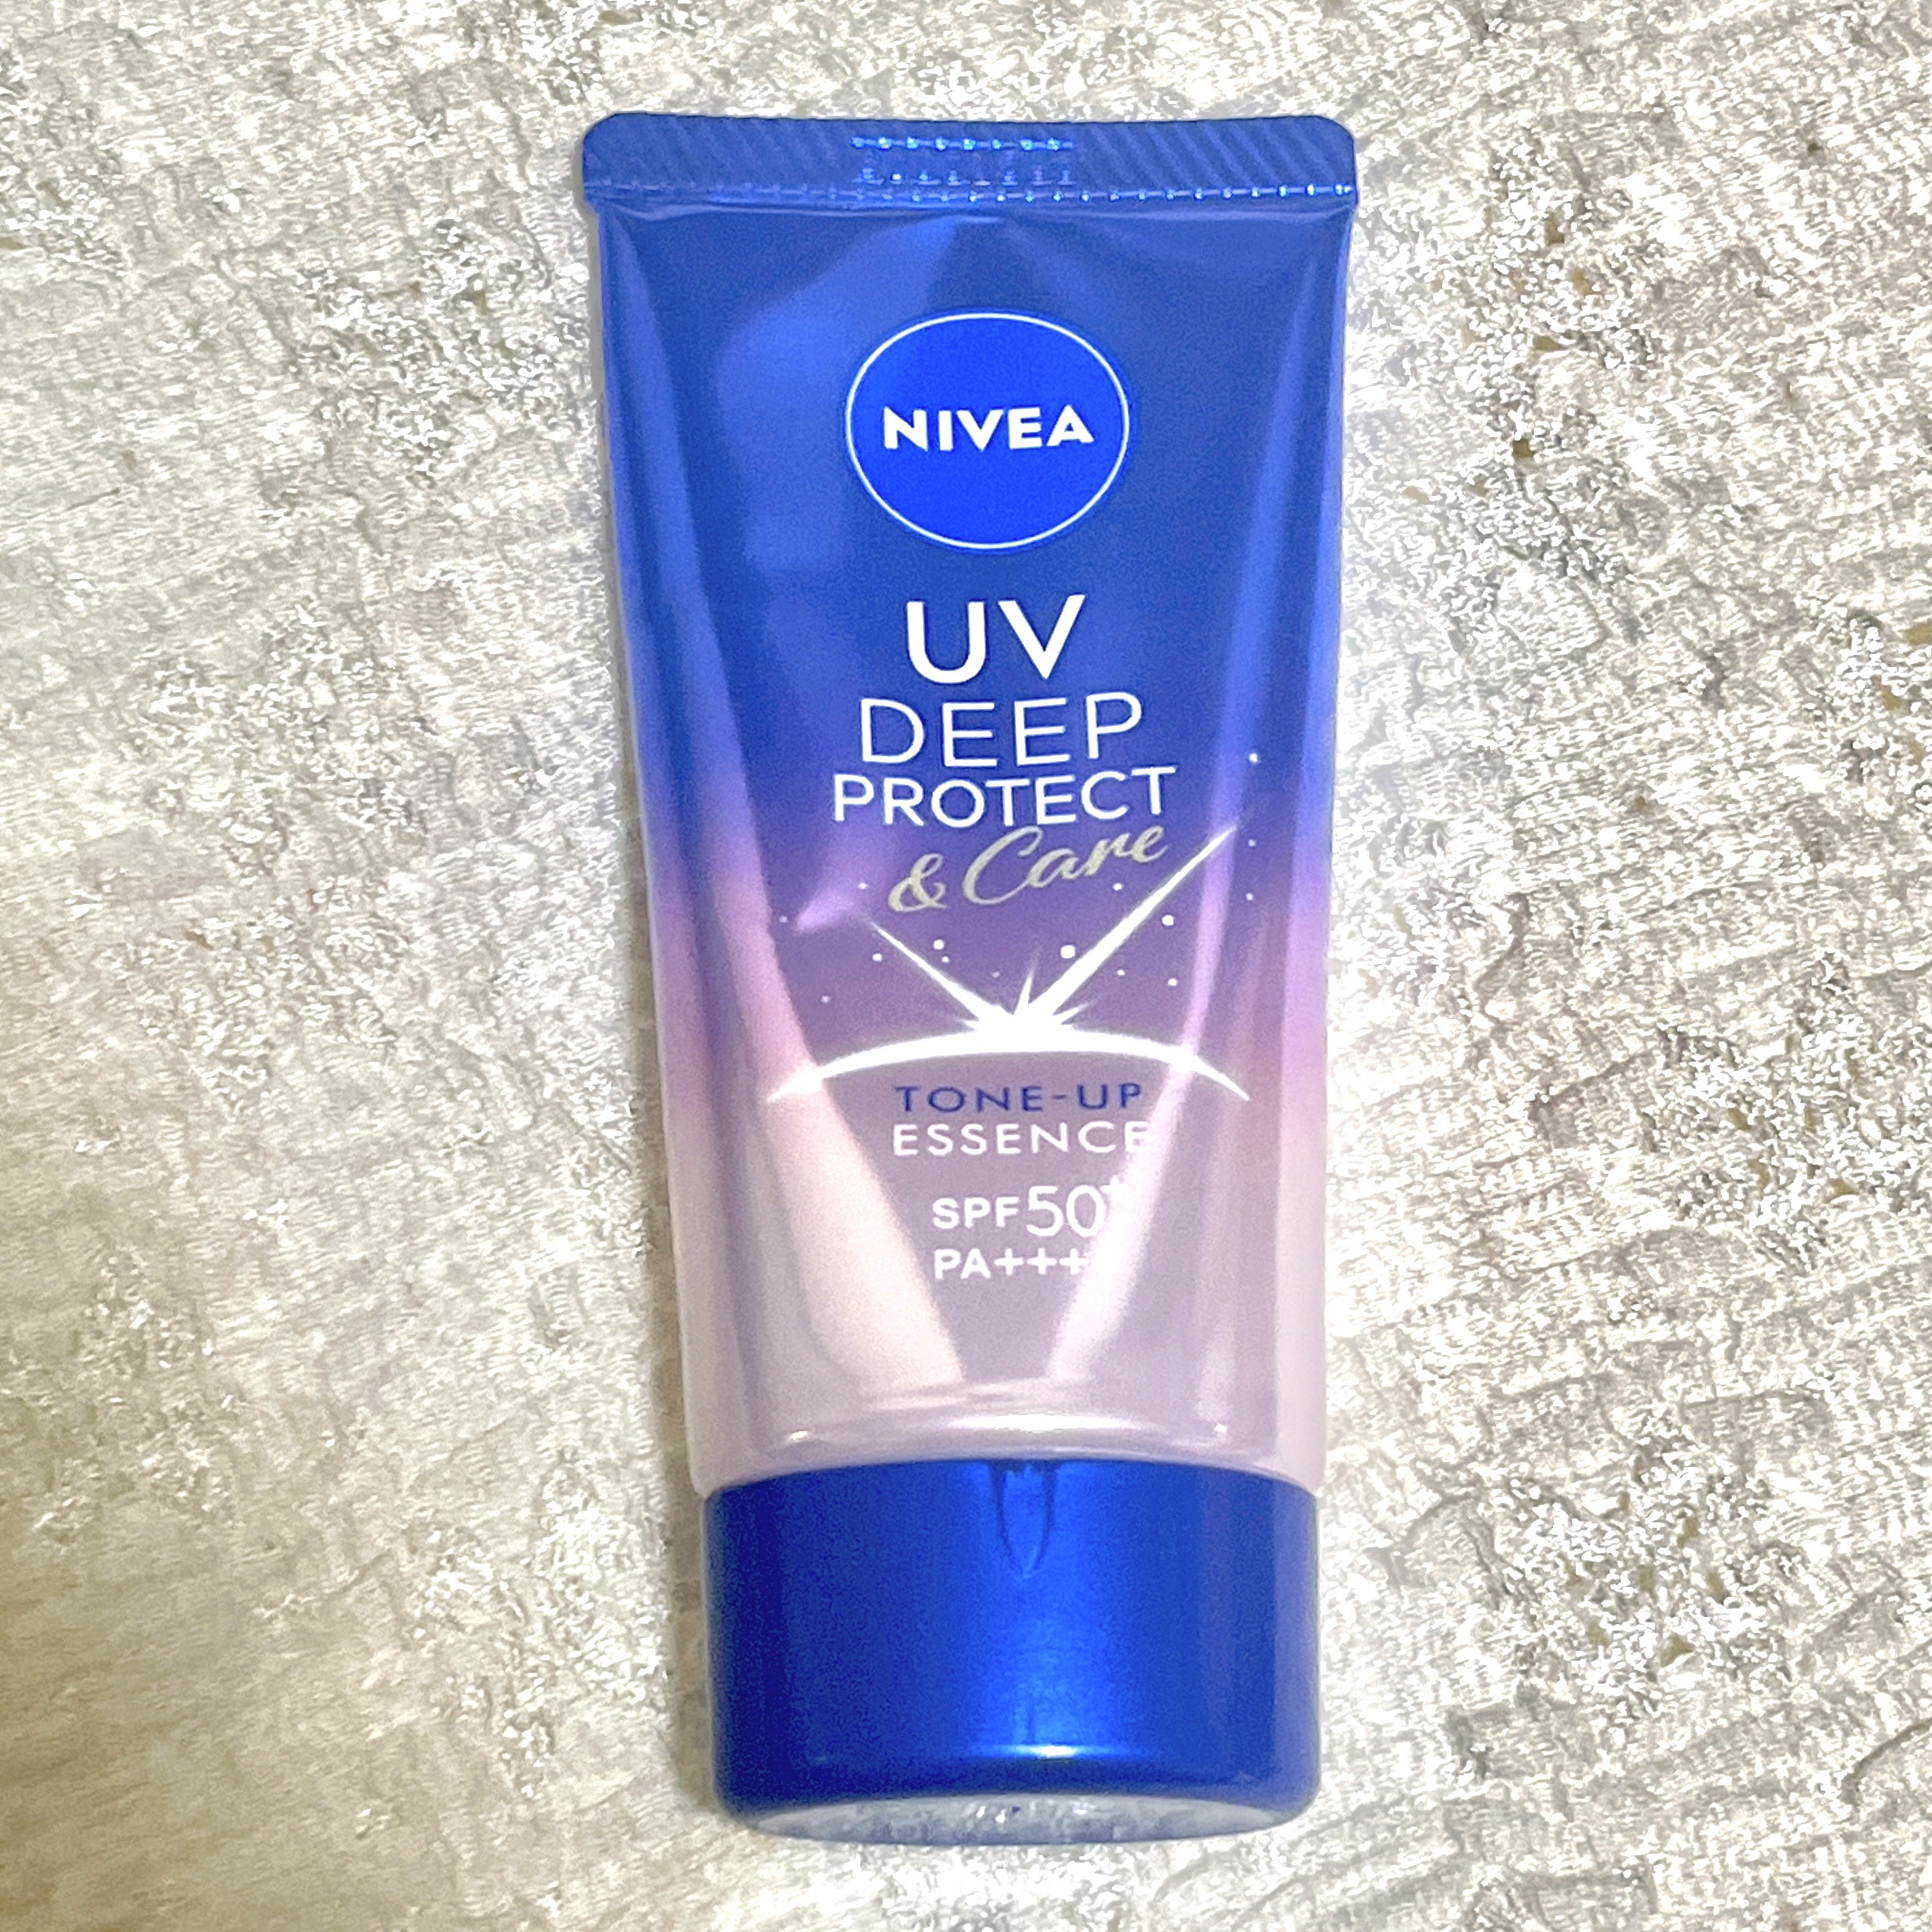 NIVEA
UV
DEEP
PROTECT
& Care
TONE-UP
ESSENCE
SPF50+
PA+++